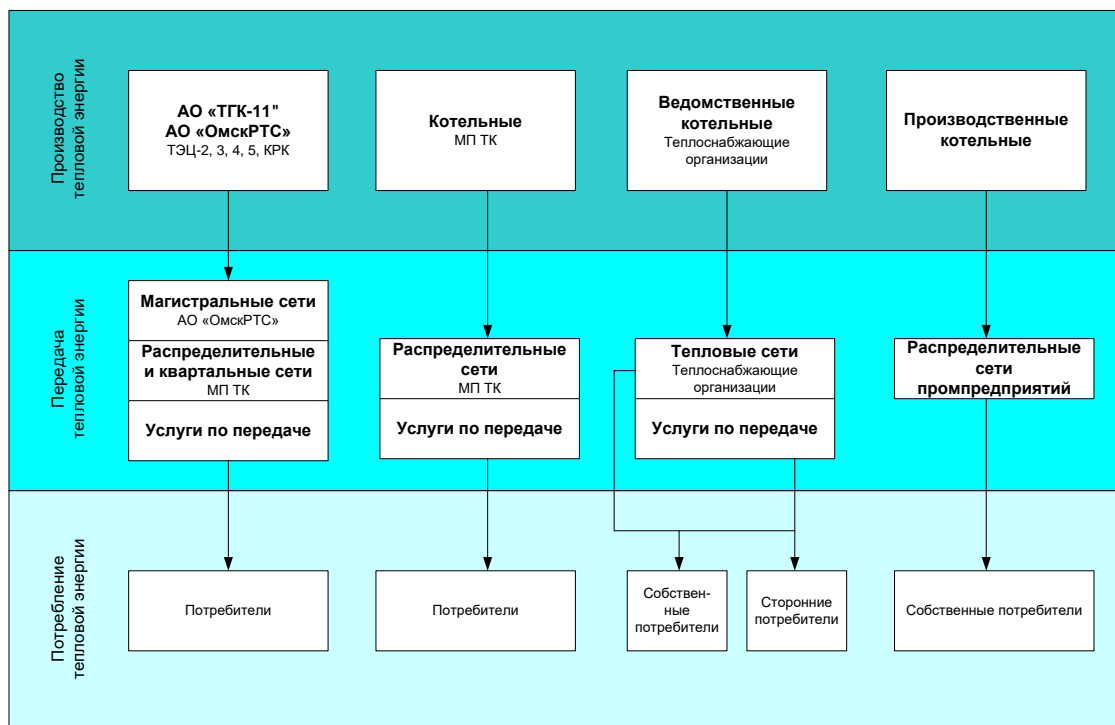 Производство
тепловой энергии
АО «ТГК-11"
АО «ОмскРТС»
ТЭЦ-2, 3, 4, 5, КРК
Котельные
МП ТК
Ведомственные
котельные
Теплоснабжающие
организации
Производственные
котельные
Передача
тепловой энергии
Магистральные сети
АО «ОмскРТС»
Распределительные
и квартальные сети
МП ТК
Услуги по передаче
Распределительные
сети
МП ТК
Услуги по передаче
Тепловые сети
Теплоснабжающие
организации
Услуги по передаче
Распределительные
сети
промпредприятий
Потребление
тепловой энергии
Потребители
Потребители
Собствен-
ные
потребители
Сторонние
потребители
Собственные потребители